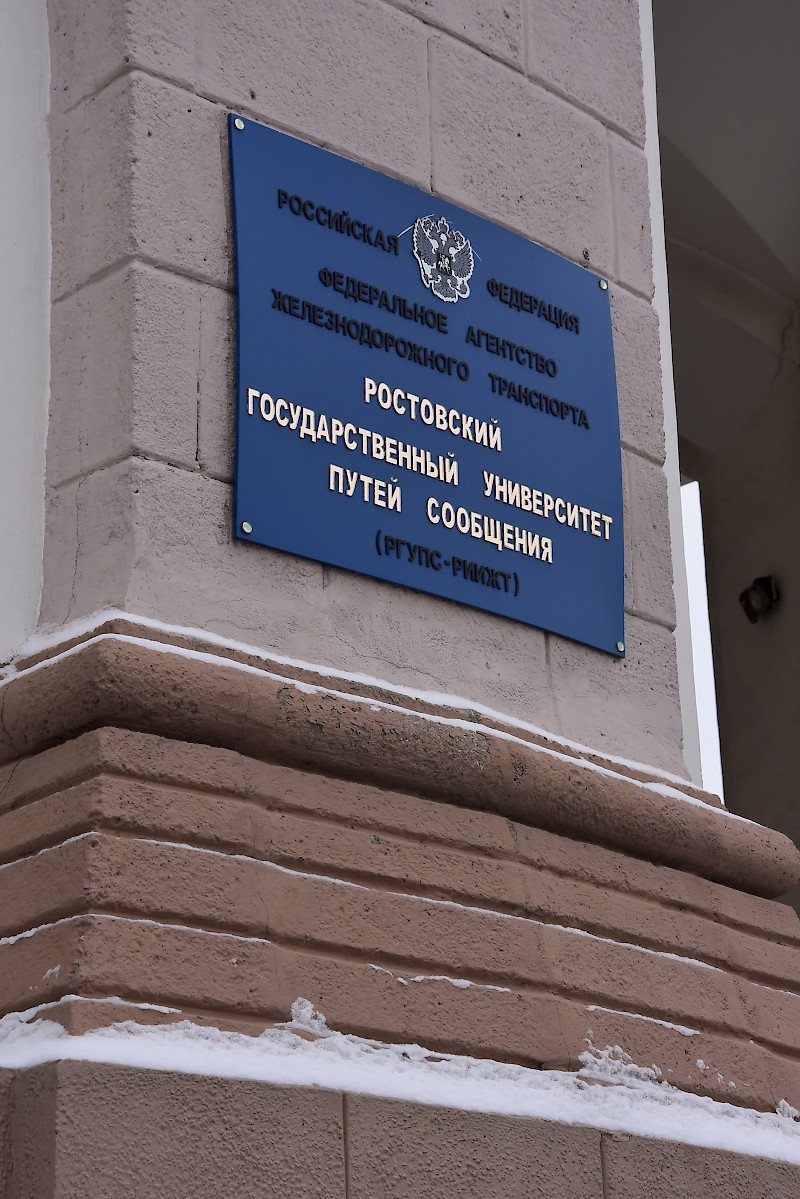 РОССИЙСКАЯ ФЕДЕРАЦИЯ
ФЕДЕРАЛЬНОЕ АГЕНТСТВО
ЖЕЛЕЗНОДОРОЖНОГО ТРАНСПОРТА
РОСТОВСКИЙ
ГОСУДАРСТВЕННЫЙ УНИВЕРСИТЕТ
ПУТЕЙ СООБЩЕНИЯ
(РГУПС-РИИЖТ)